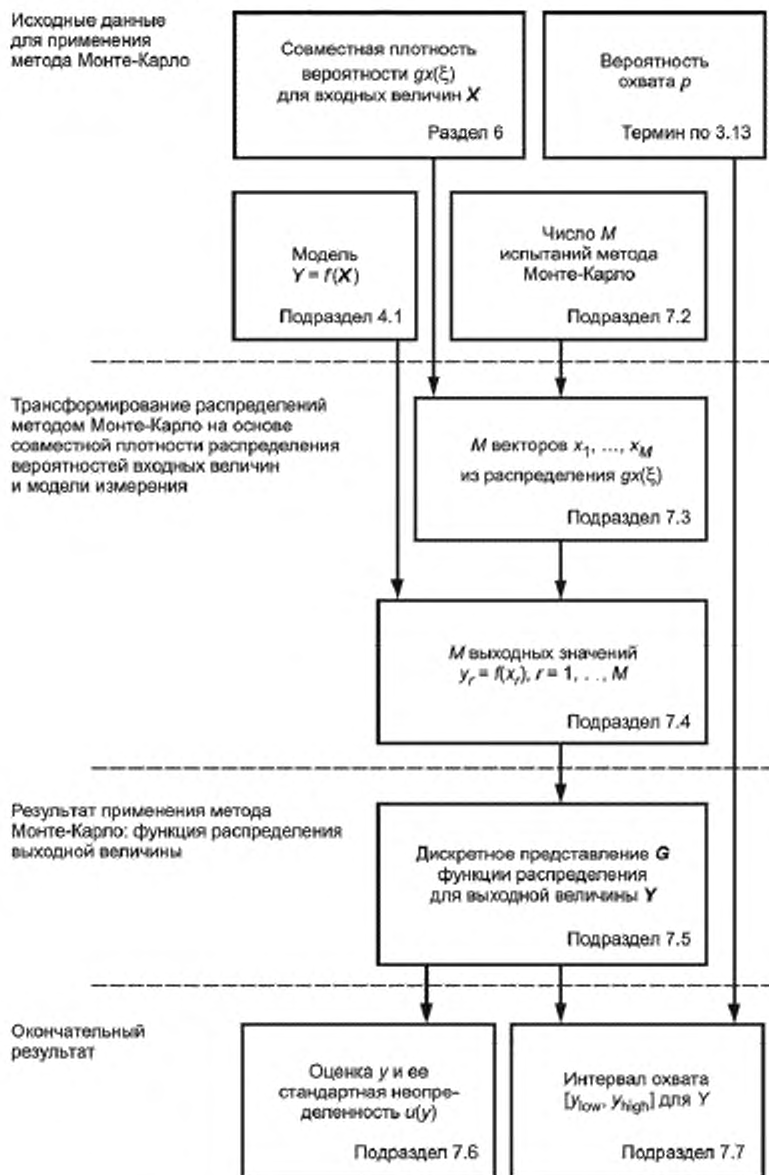 Исходные данные
для применения
метода Монте-Карло
Совместная плотность
вероятности gx(ξ)
для входных величин X
Раздел 6
Вероятность
охвата p
Термин по 3.13
Модель
Y = f(X)
Подраздел 4.1
Число M
испытаний метода
Монте-Карло
Подраздел 7.2
Трансформирование распределений
методом Монте-Карло на основе
совместной плотности распределения
вероятностей входных величин
и модели измерения
M векторов x₁, ..., x_M
из распределения gx(ξ)
Подраздел 7.3
M выходных значений
y_r = f(x_r), r = 1, . . ., M
Подраздел 7.4
Результат применения метода
Монте-Карло: функция распределения
выходной величины
Дискретное представление G
функции распределения
для выходной величины Y
Подраздел 7.5
Окончательный
результат
Оценка y и ее
стандартная неопре-
деленность u(y)
Подраздел 7.6
Интервал охвата
[y_low, y_high] для Y
Подраздел 7.7